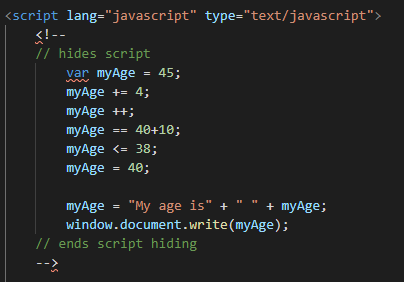 <script lang="javascript" type="text/javascript">
<!--
// hides script
var myAge = 45;
myAge += 4;
myAge ++;
myAge == 40+10;
myAge <= 38;
myAge = 40;
myAge = "My age is" + " " + myAge;
window.document.write(myAge);
// ends script hiding
-->